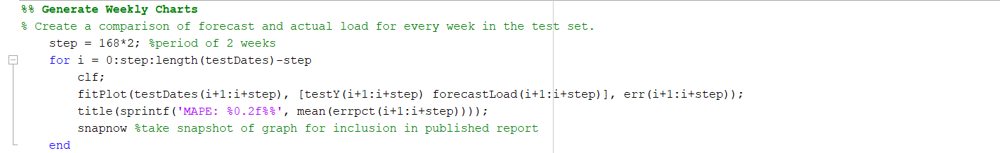 %% Generate Weekly Charts
% Create a comparison of forecast and actual load for every week in the test set.
step = 168*2; %period of 2 weeks
for i = 0:step:length(testDates)-step
clf;
fitPlot(testDates(i+1:i+step), [testY(i+1:i+step) forecastLoad(i+1:i+step)], err(i+1:i+step));
title(sprintf('MAPE: %0.2f%%', mean(errpct(i+1:i+step))));
snapnow %take snapshot of graph for inclusion in published report
end